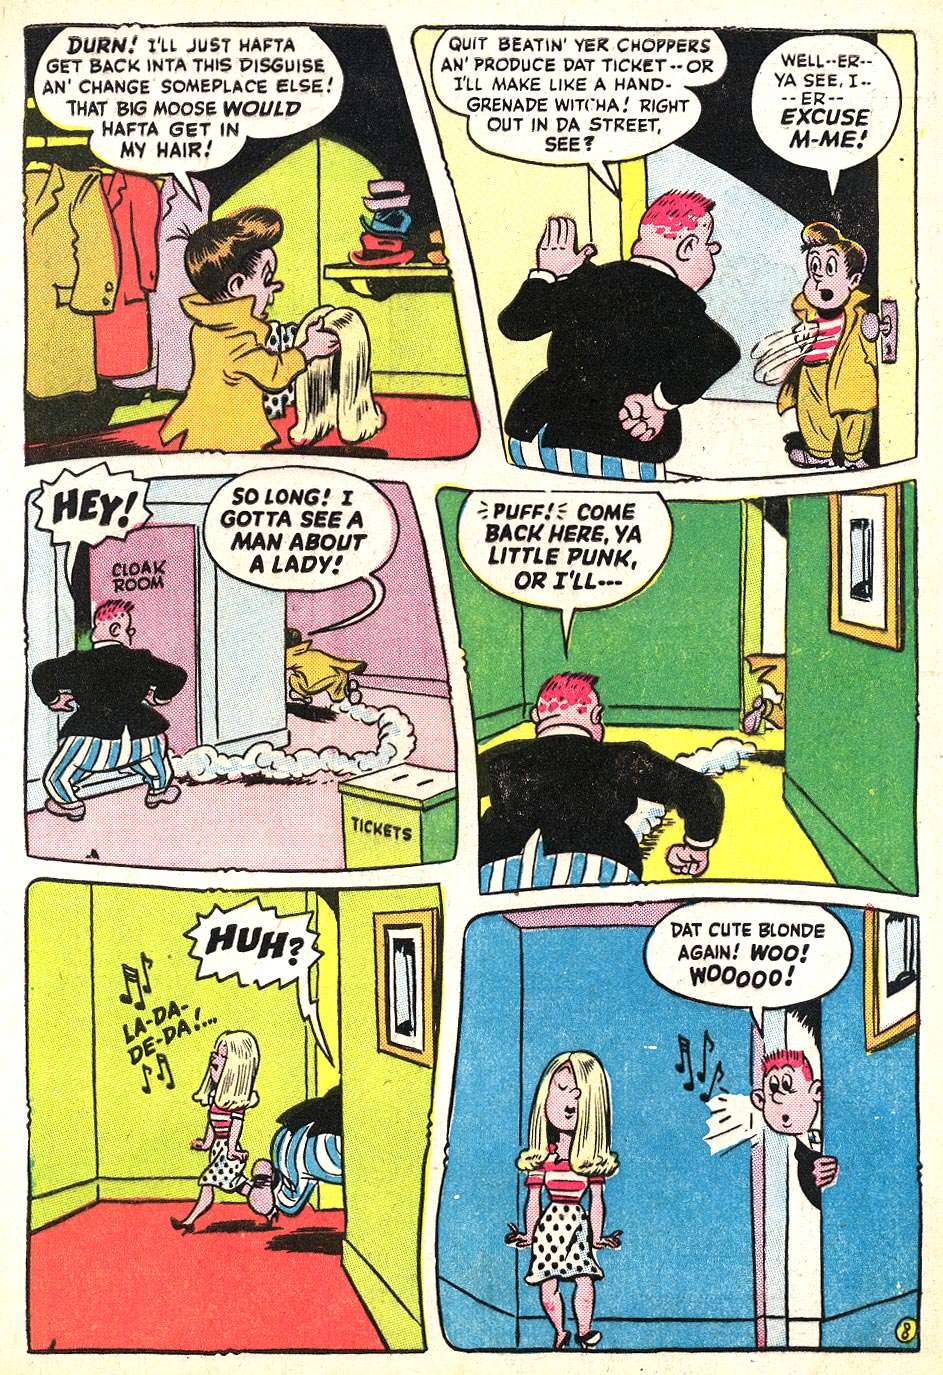 DURN! I'LL JUST HAFTA
GET BACK INTA THIS DISGUISE
AN' CHANGE SOMEPLACE ELSE!
THAT BIG MOOSE WOULD
HAFTA GET IN
MY HAIR!
QUIT BEATIN' YER CHOPPERS
AN' PRODUCE DAT TICKET--OR
I'LL MAKE LIKE A HAND-
GRENADE WITCHA! RIGHT
OUT IN DA STREET,
SEE?
WELL--ER--
YA SEE, I--
--ER--
EXCUSE
M-ME!
HEY!
CLOAK
ROOM
SO LONG! I
GOTTA SEE A
MAN ABOUT
A LADY!
TICKETS
PUFF! COME
BACK HERE, YA
LITTLE PUNK,
OR I'LL---
LA-DA-
DE-DA!...
HUH?
DAT CUTE BLONDE
AGAIN! WOO!
WOOOOO!
8